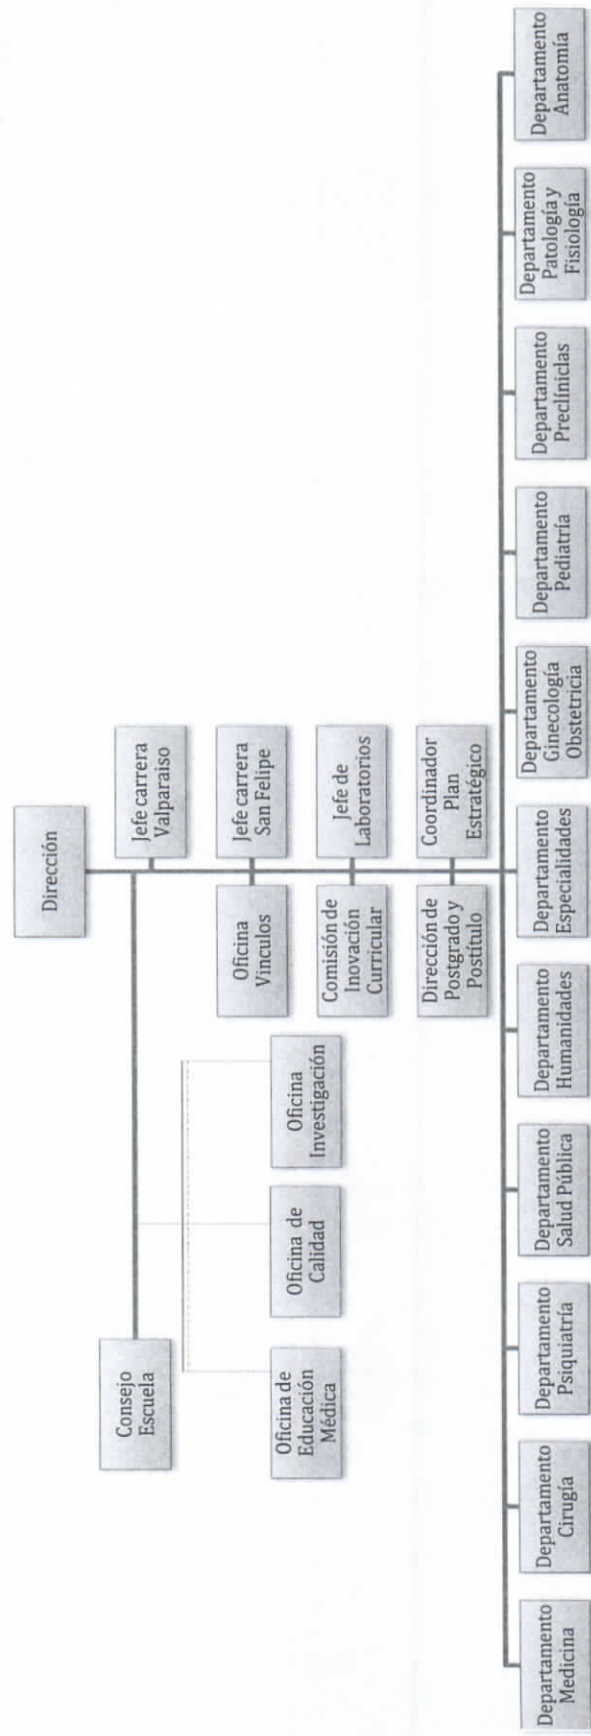 Dirección
Consejo
Escuela
Jefe carrera
Valparaiso
Oficina
Vinculos
Jefe carrera
San Felipe
Oficina de
Educación
Médica
Oficina de
Calidad
Oficina
Investigación
Comisión de
Inovación
Curricular
Jefe de
Laboratorios
Dirección de
Postgrado y
Postítulo
Coordinador
Plan
Estratégico
Departamento
Medicina
Departamento
Cirugía
Departamento
Psiquiatría
Departamento
Salud Pública
Departamento
Humanidades
Departamento
Especialidades
Departamento
Ginecología
Obstetricia
Departamento
Pediatría
Departamento
Preclíniclas
Departamento
Patología y
Fisiología
Departamento
Anatomía